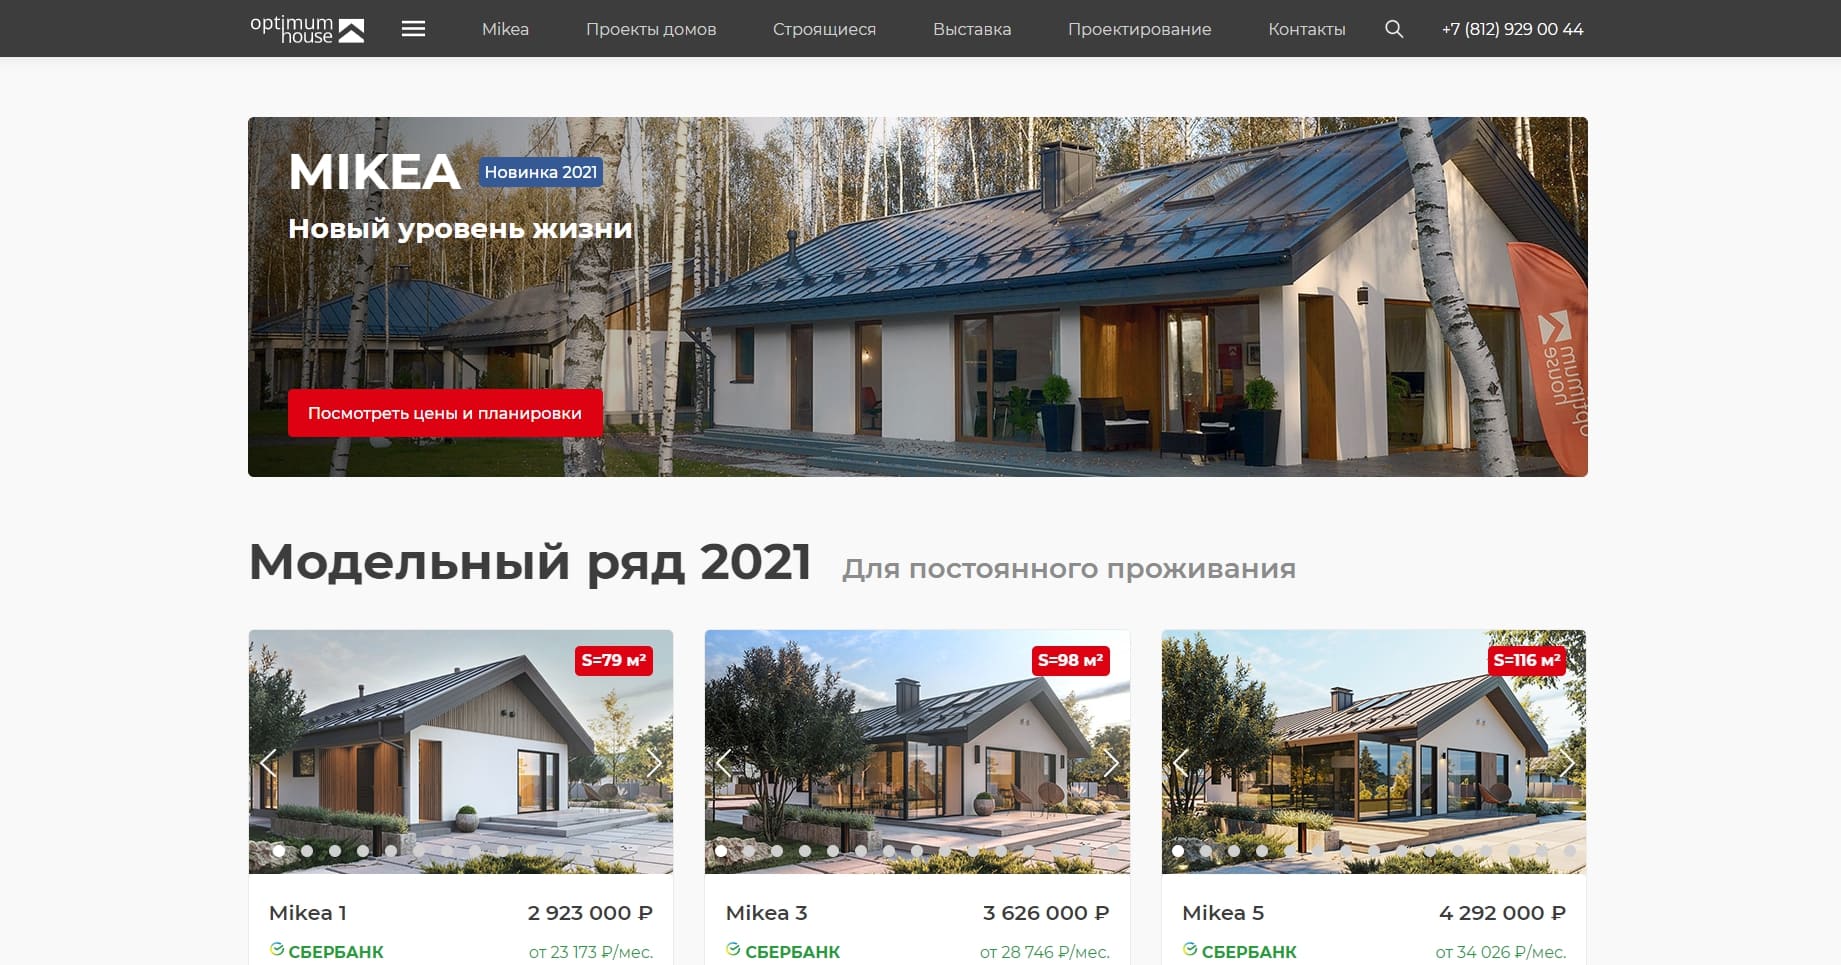 optimum
house
Mikea
Проекты домов
Строящиеся
Выставка
Проектирование
Контакты
+7 (812) 929 00 44
MIKEA
Новинка 2021
Новый уровень жизни
Посмотреть цены и планировки
optimum
house
Модельный ряд 2021
Для постоянного проживания
S=79 м²
S=98 м²
S=116 м²
Mikea 1
2 923 000 ₽
СБЕРБАНК
от 23 173 ₽/мес.
Mikea 3
3 626 000 ₽
СБЕРБАНК
от 28 746 ₽/мес.
Mikea 5
4 292 000 ₽
СБЕРБАНК
от 34 026 ₽/мес.